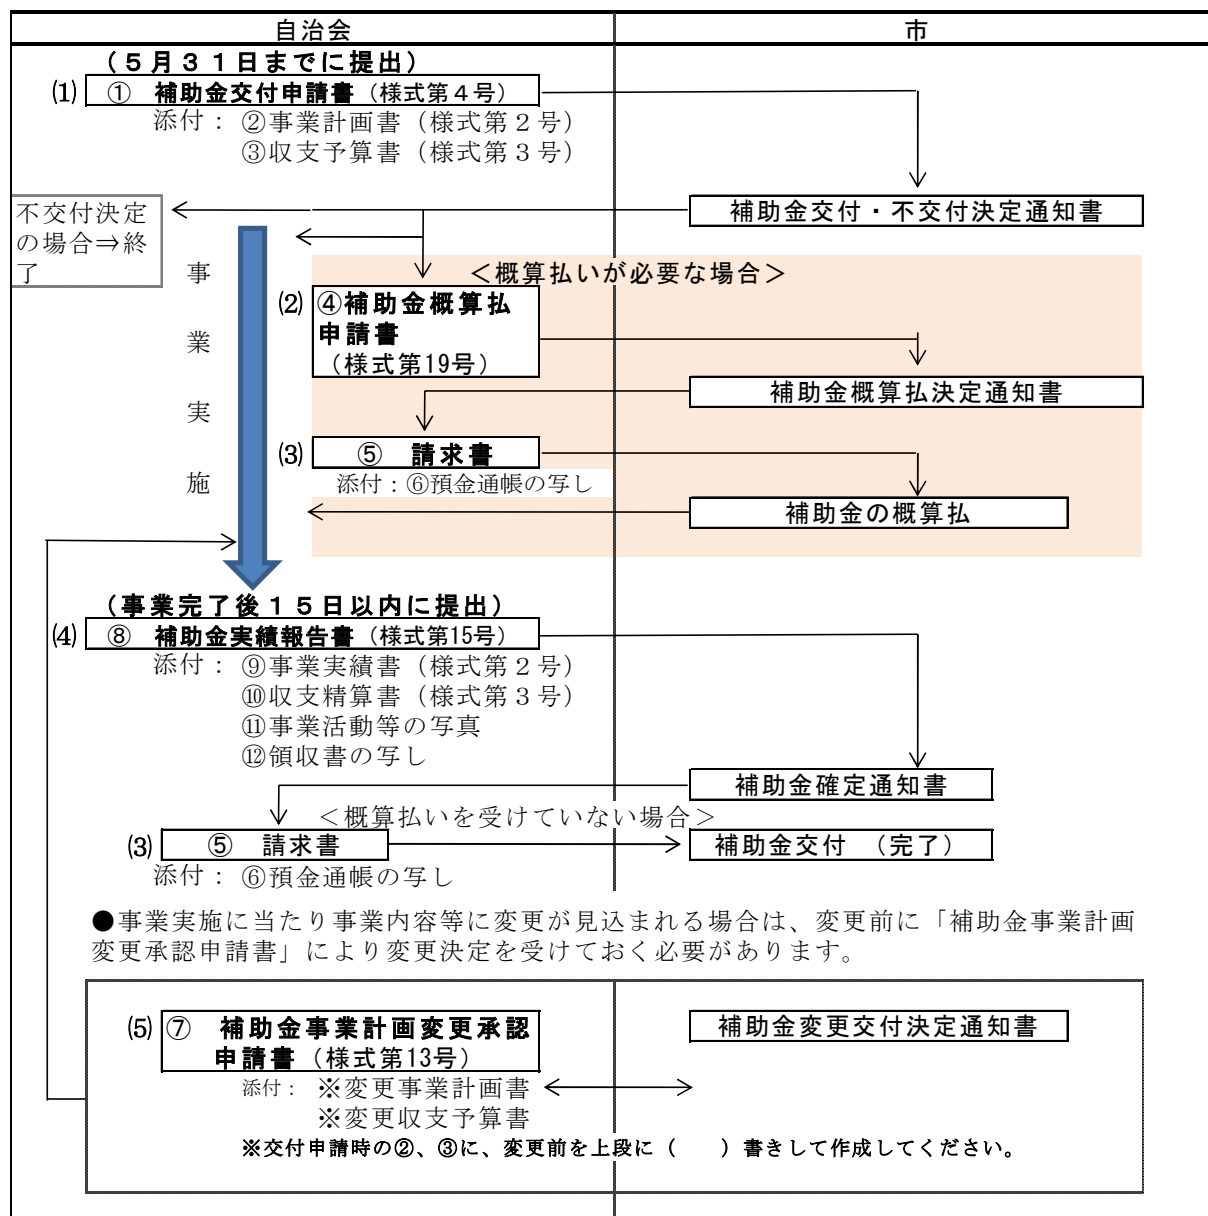 自治会
市
（５月３１日までに提出）
(1) ① 補助金交付申請書（様式第４号）
添付：②事業計画書（様式第２号）
③収支予算書（様式第３号）
補助金交付・不交付決定通知書
不交付決定
の場合⇒終
了
事
業
実
施
＜概算払いが必要な場合＞
(2) ④補助金概算払
申請書
（様式第19号）
補助金概算払決定通知書
(3) ⑤ 請求書
添付：⑥預金通帳の写し
補助金の概算払
（事業完了後１５日以内に提出）
(4) ⑧ 補助金実績報告書（様式第15号）
添付：⑨事業実績書（様式第２号）
⑩収支精算書（様式第３号）
⑪事業活動等の写真
⑫領収書の写し
補助金確定通知書
＜概算払いを受けていない場合＞
(3) ⑤ 請求書
補助金交付 （完了）
添付：⑥預金通帳の写し
●事業実施に当たり事業内容等に変更が見込まれる場合は、変更前に「補助金事業計画
変更承認申請書」により変更決定を受けておく必要があります。
(5) ⑦ 補助金事業計画変更承認
申請書（様式第13号）
補助金変更交付決定通知書
添付：※変更事業計画書
※変更収支予算書
※交付申請時の②、③に、変更前を上段に（　　）書きして作成してください。